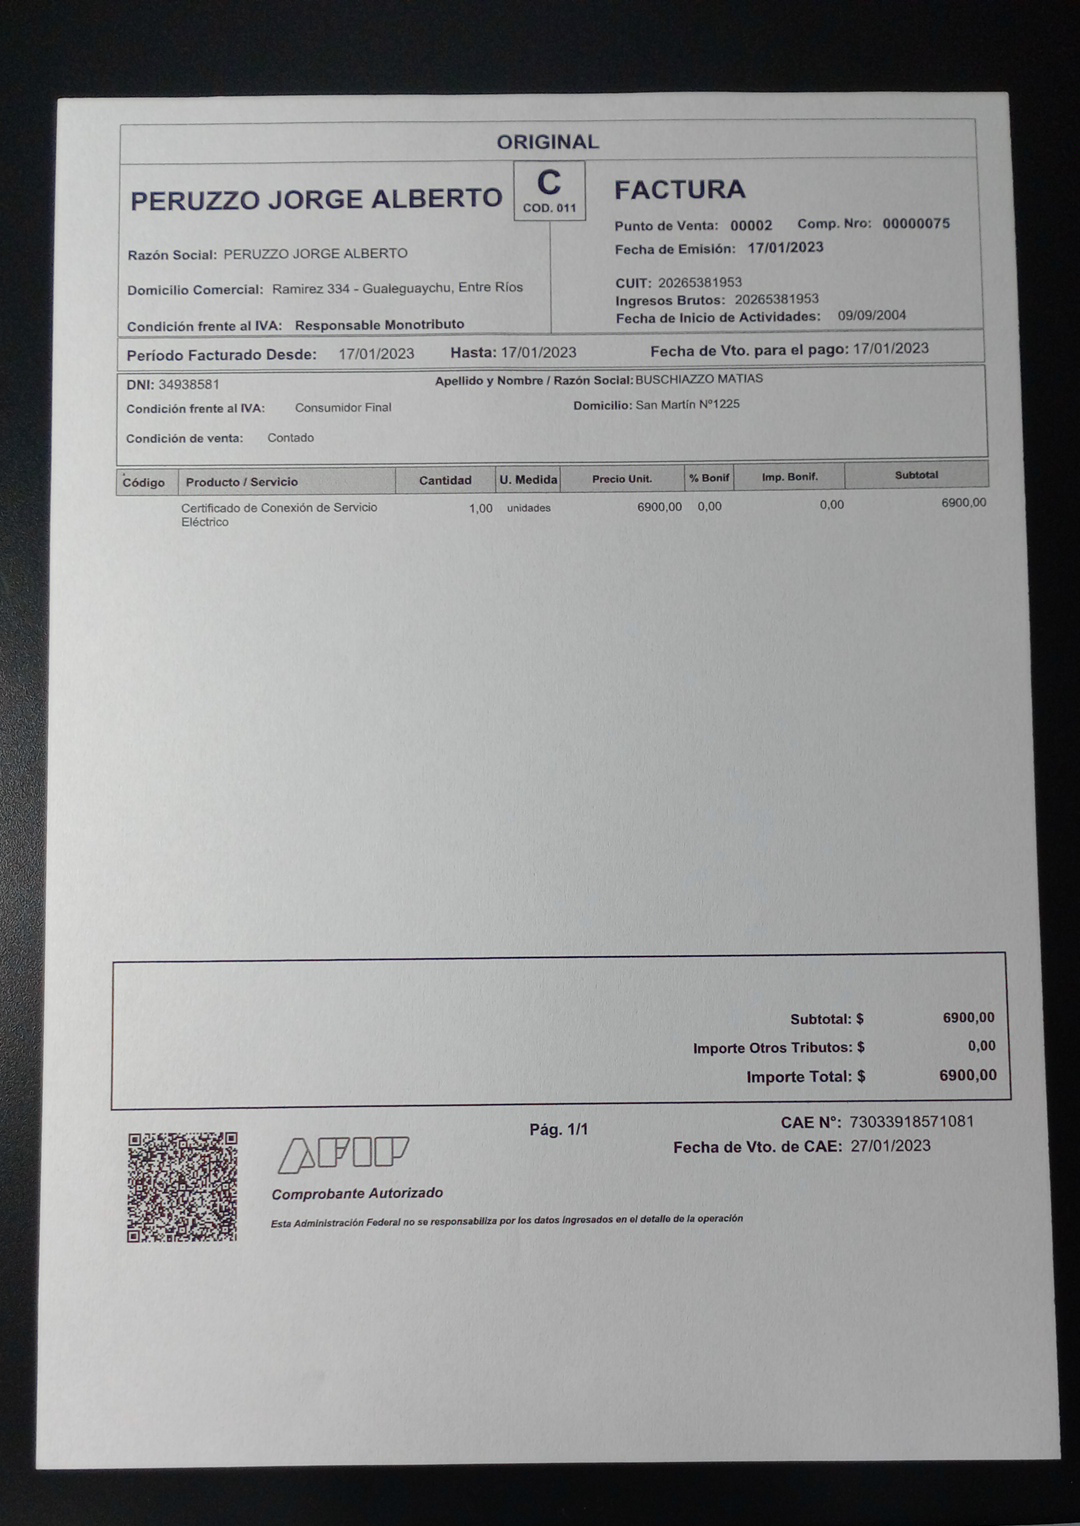 ORIGINAL
PERUZZO JORGE ALBERTO
C
COD. 011
FACTURA
Punto de Venta: 00002 Comp. Nro: 00000075
Fecha de Emisión: 17/01/2023
Razón Social: PERUZZO JORGE ALBERTO
Domicilio Comercial: Ramirez 334 - Gualeguaychu, Entre Ríos
Condición frente al IVA: Responsable Monotributo
CUIT: 20265381953
Ingresos Brutos: 20265381953
Fecha de Inicio de Actividades: 09/09/2004
Período Facturado Desde: 17/01/2023 Hasta: 17/01/2023 Fecha de Vto. para el pago: 17/01/2023
DNI: 34938581 Apellido y Nombre / Razón Social: BUSCHIAZZO MATIAS
Condición frente al IVA: Consumidor Final Domicilio: San Martín Nº1225
Condición de venta: Contado
Código Producto / Servicio Cantidad U. Medida Precio Unit. % Bonif Imp. Bonif. Subtotal
Certificado de Conexión de Servicio 1,00 unidades 6900,00 0,00 0,00 6900,00
Eléctrico
Subtotal: $ 6900,00
Importe Otros Tributos: $ 0,00
Importe Total: $ 6900,00
AFIP
Pág. 1/1
CAE N°: 73033918571081
Fecha de Vto. de CAE: 27/01/2023
Comprobante Autorizado
Esta Administración Federal no se responsabiliza por los datos ingresados en el detalle de la operación